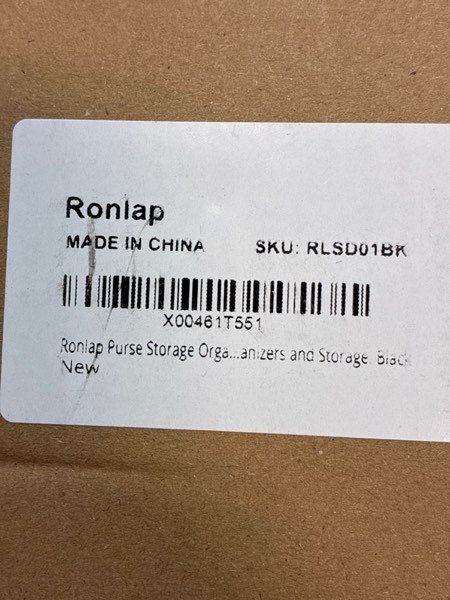 Ronlap
MADE IN CHINA SKU: RLSD01BK
X00461T551
Ronlap Purse Storage Orga...anizers and Storage, Black
New